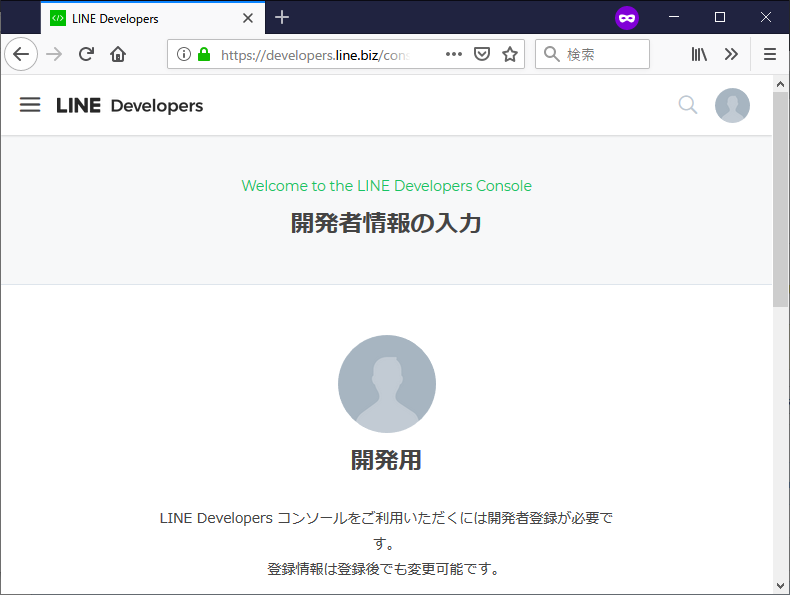 LINE Developers
https://developers.line.biz/con
検索
LINE Developers
Welcome to the LINE Developers Console
開発者情報の入力
開発用
LINE Developers コンソールをご利用いただくには開発者登録が必要で
す。
登録情報は登録後でも変更可能です。